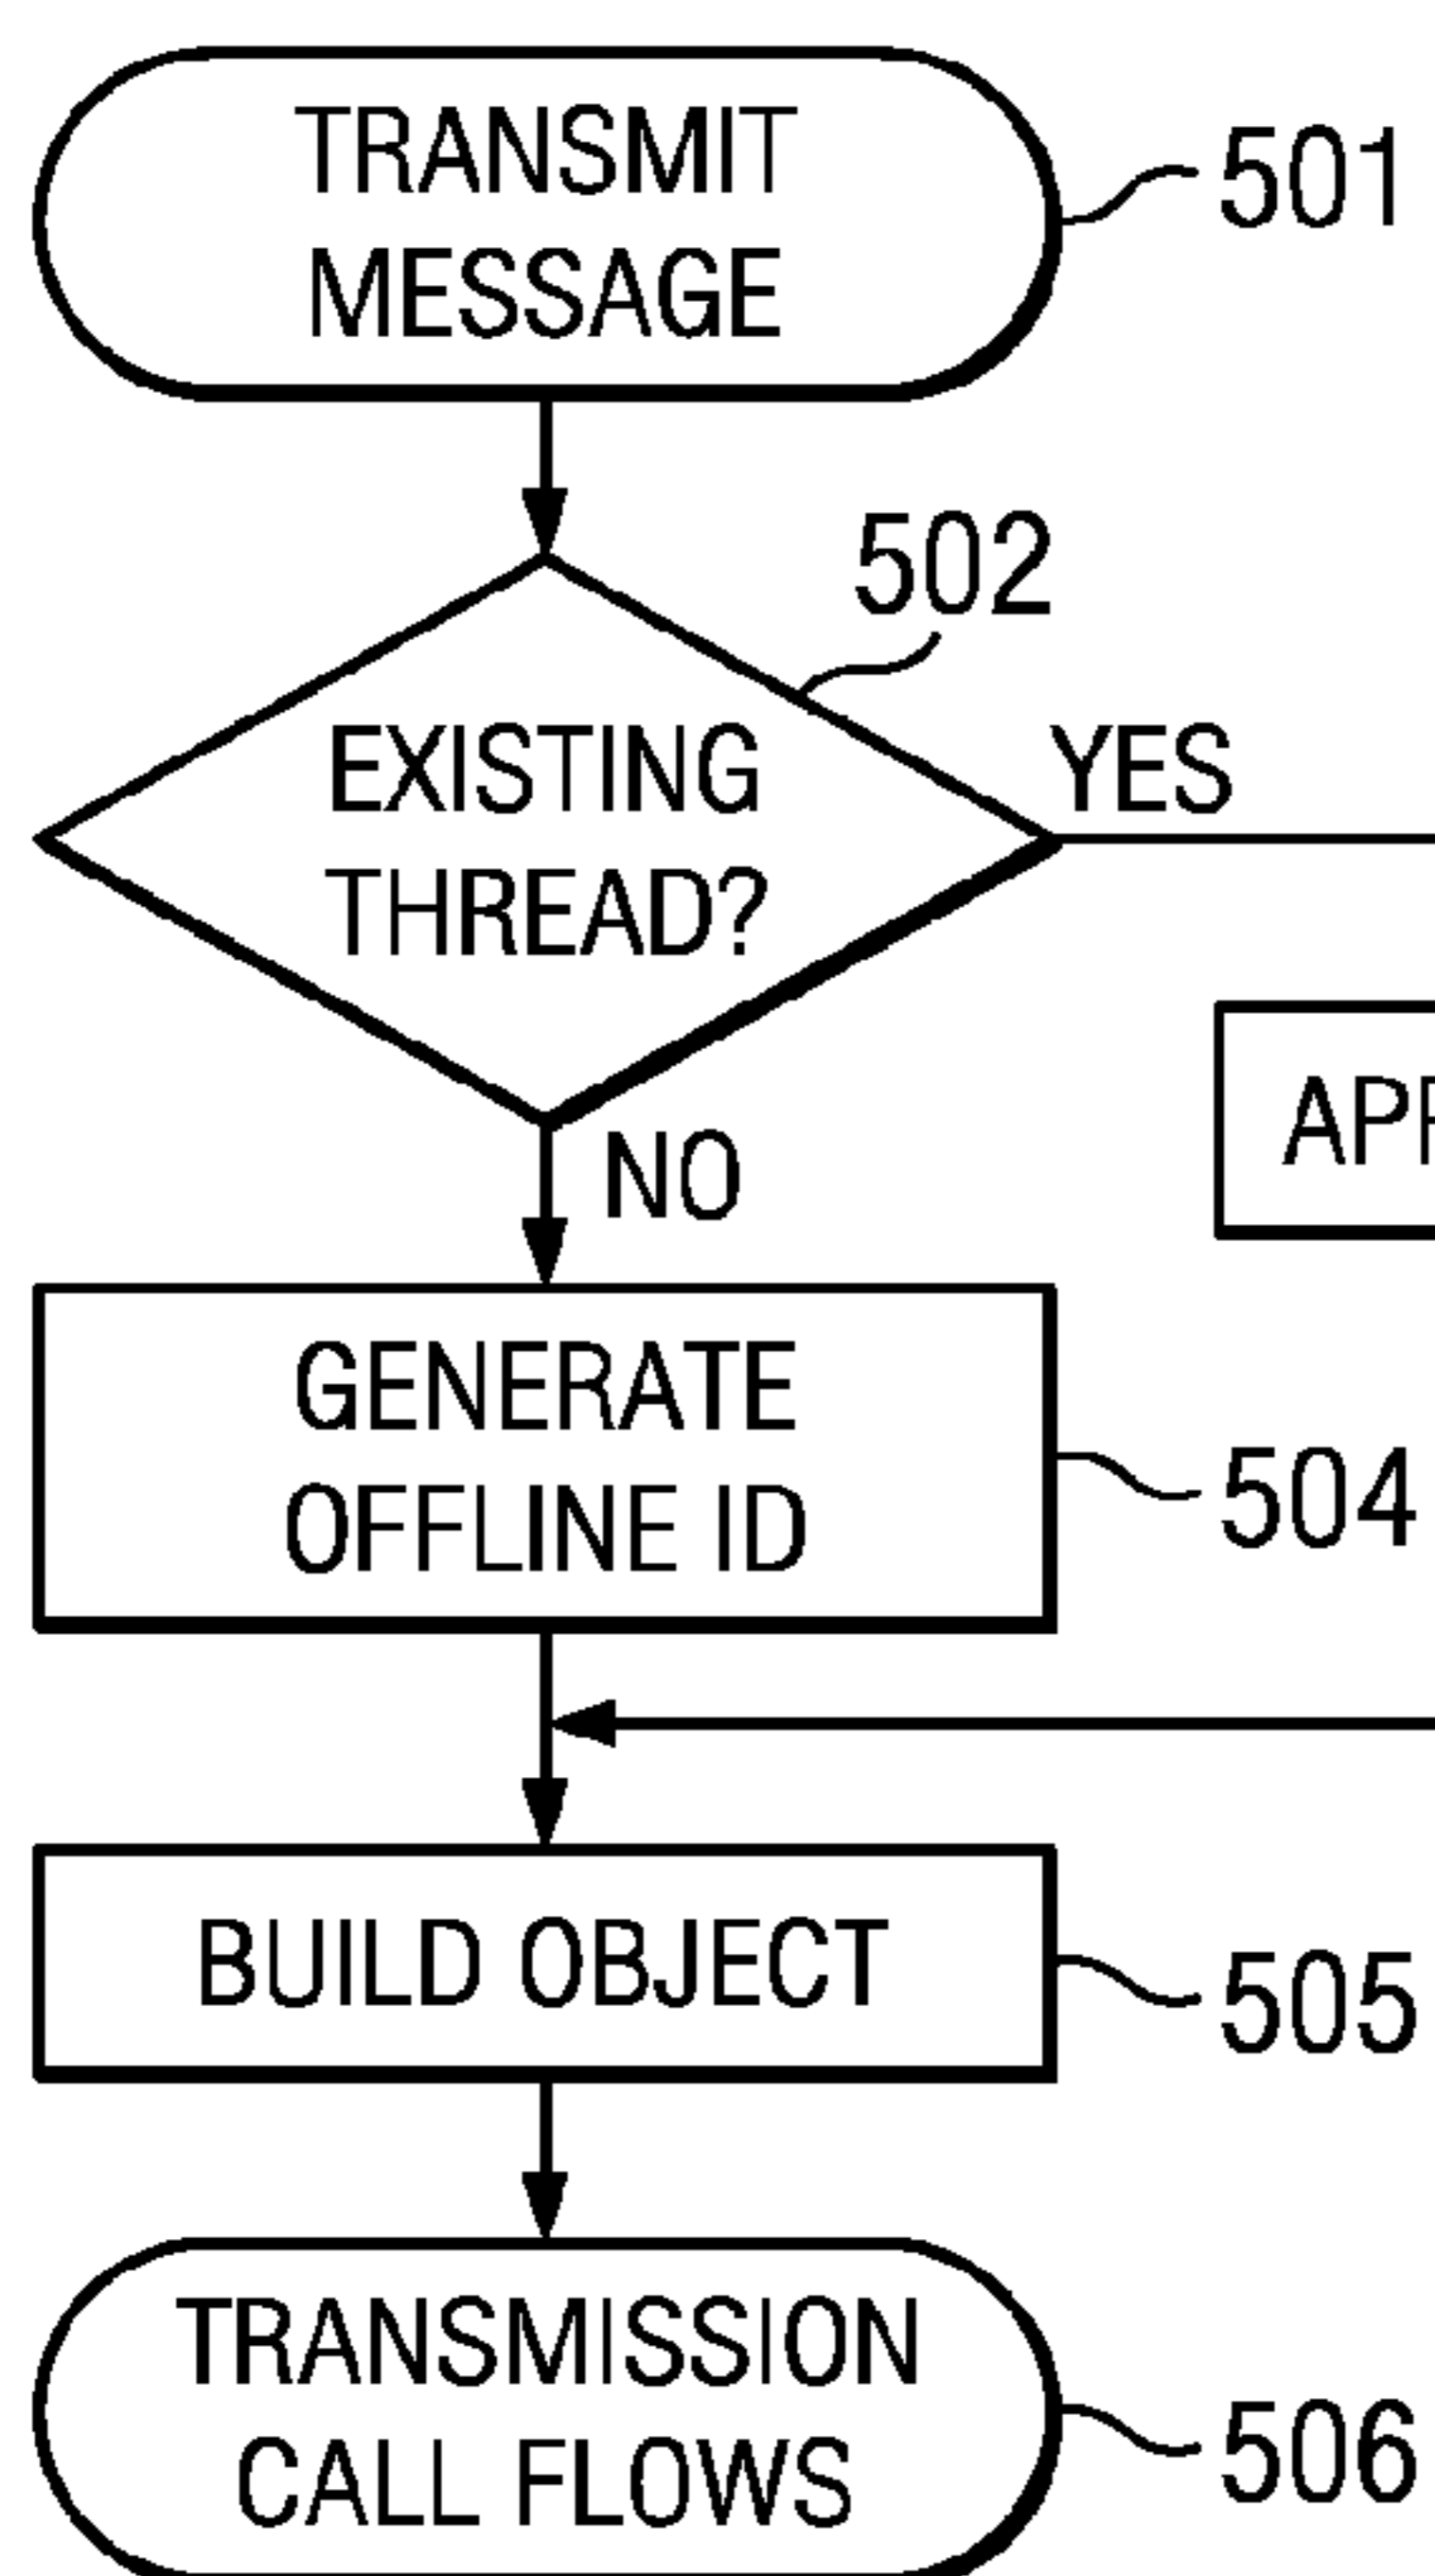 TRANSMIT
MESSAGE
501
502
EXISTING
THREAD?
YES
NO
GENERATE
OFFLINE ID
504
BUILD OBJECT
505
TRANSMISSION
CALL FLOWS
506